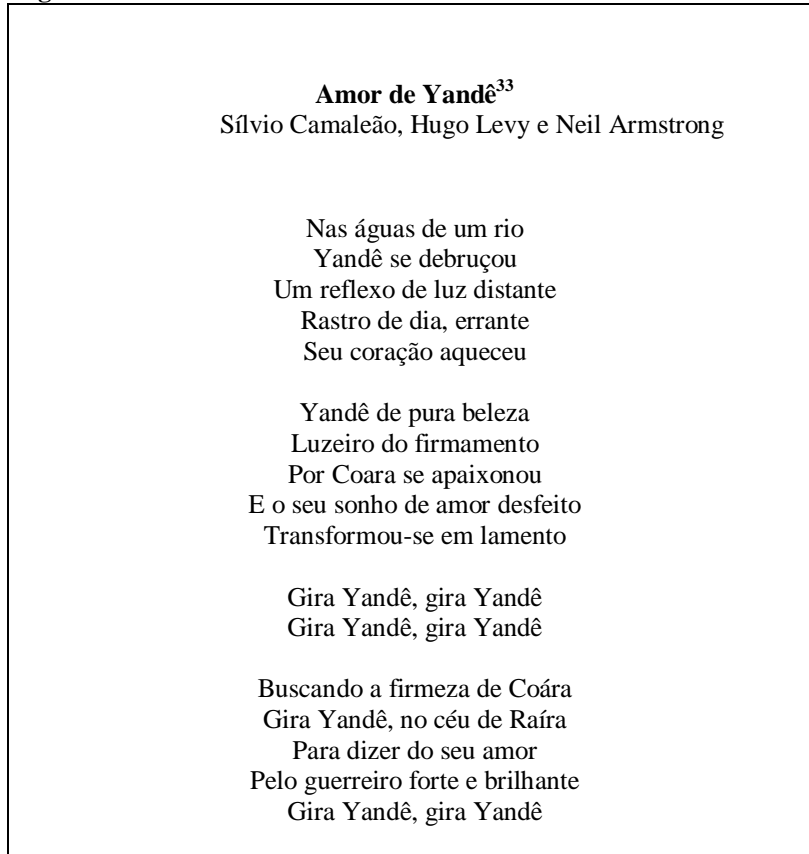 Amor de Yandê33
Sílvio Camaleão, Hugo Levy e Neil Armstrong
Nas águas de um rio
Yandê se debruçou
Um reflexo de luz distante
Rastro de dia, errante
Seu coração aqueceu
Yandê de pura beleza
Luzeiro do firmamento
Por Coara se apaixonou
E o seu sonho de amor desfeito
Transformou-se em lamento
Gira Yandê, gira Yandê
Gira Yandê, gira Yandê
Buscando a firmeza de Coára
Gira Yandê, no céu de Raíra
Para dizer do seu amor
Pelo guerreiro forte e brilhante
Gira Yandê, gira Yandê